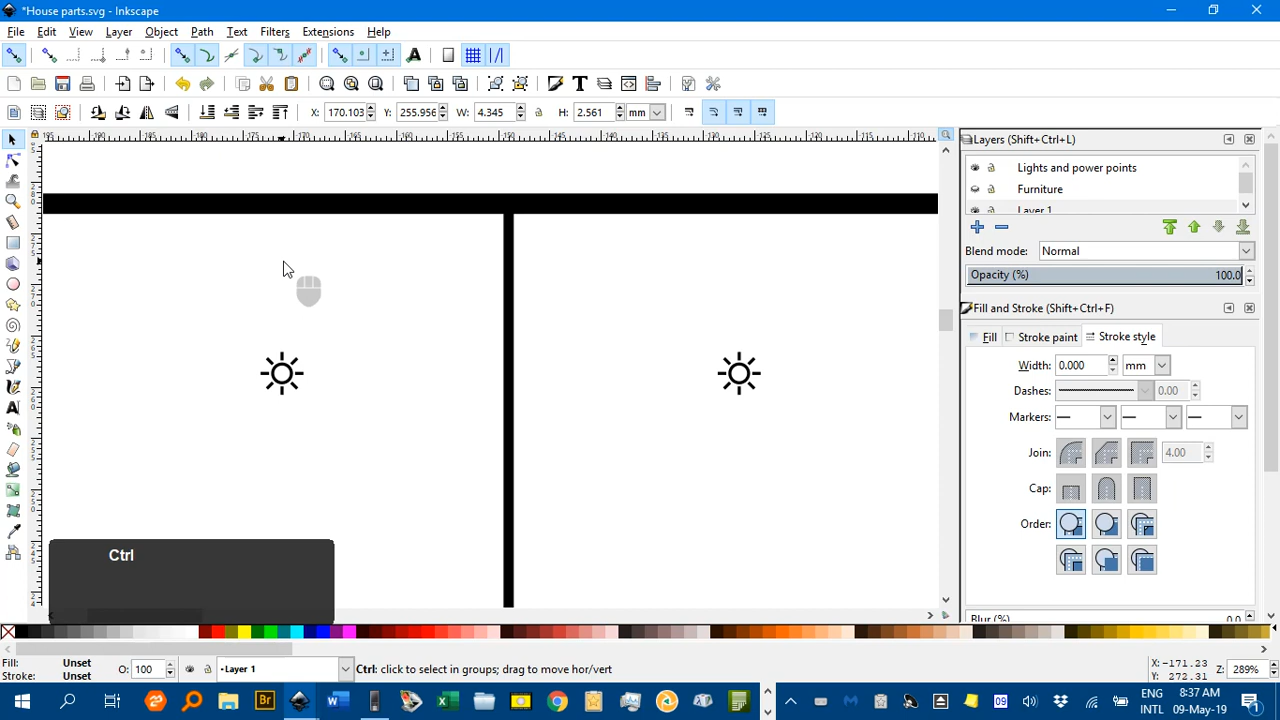 *House parts.svg - Inkscape
File Edit View Layer Object Path Text Filters Extensions Help
X: 170.103 Y: 255.956 W: 4.345 H: 2.561 mm
Layers (Shift+Ctrl+L)
Lights and power points
Furniture
Layer 1
Blend mode: Normal
Opacity (%) 100.0
Fill and Stroke (Shift+Ctrl+F)
Fill Stroke paint Stroke style
Width: 0.000 mm
Dashes: 0.00
Markers:
Join: 4.00
Cap:
Order:
Ctrl
Blur (%) 0.0
Fill: Unset
Stroke: Unset
O: 100
•Layer 1
Ctrl: click to select in groups; drag to move hor/vert
X: -171.23
Y: 272.31
Z: 289%
ENG
INTL
8:37 AM
09-May-19